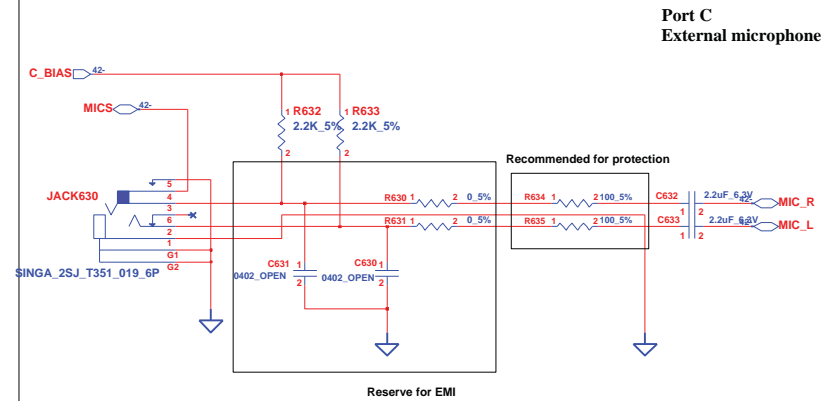 Port C
External microphone
C_BIAS 42-
MICS 42-
1 R632 1 R633
2.2K_5% 2.2K_5%
2 2
Recommended for protection
JACK630
5
4
3
6
2
1
G1
G2
SINGA_2SJ_T351_019_6P
R630 1 2 0_5%
R631 1 2 0_5%
R634 1 2 100_5%
R635 1 2 100_5%
C632 2.2uF_6.3V
42- MIC_R
1 2
C633 2.2uF_6.3V
42- MIC_L
1 2
C631 1
0402_OPEN
2
C630 1
0402_OPEN
2
Reserve for EMI